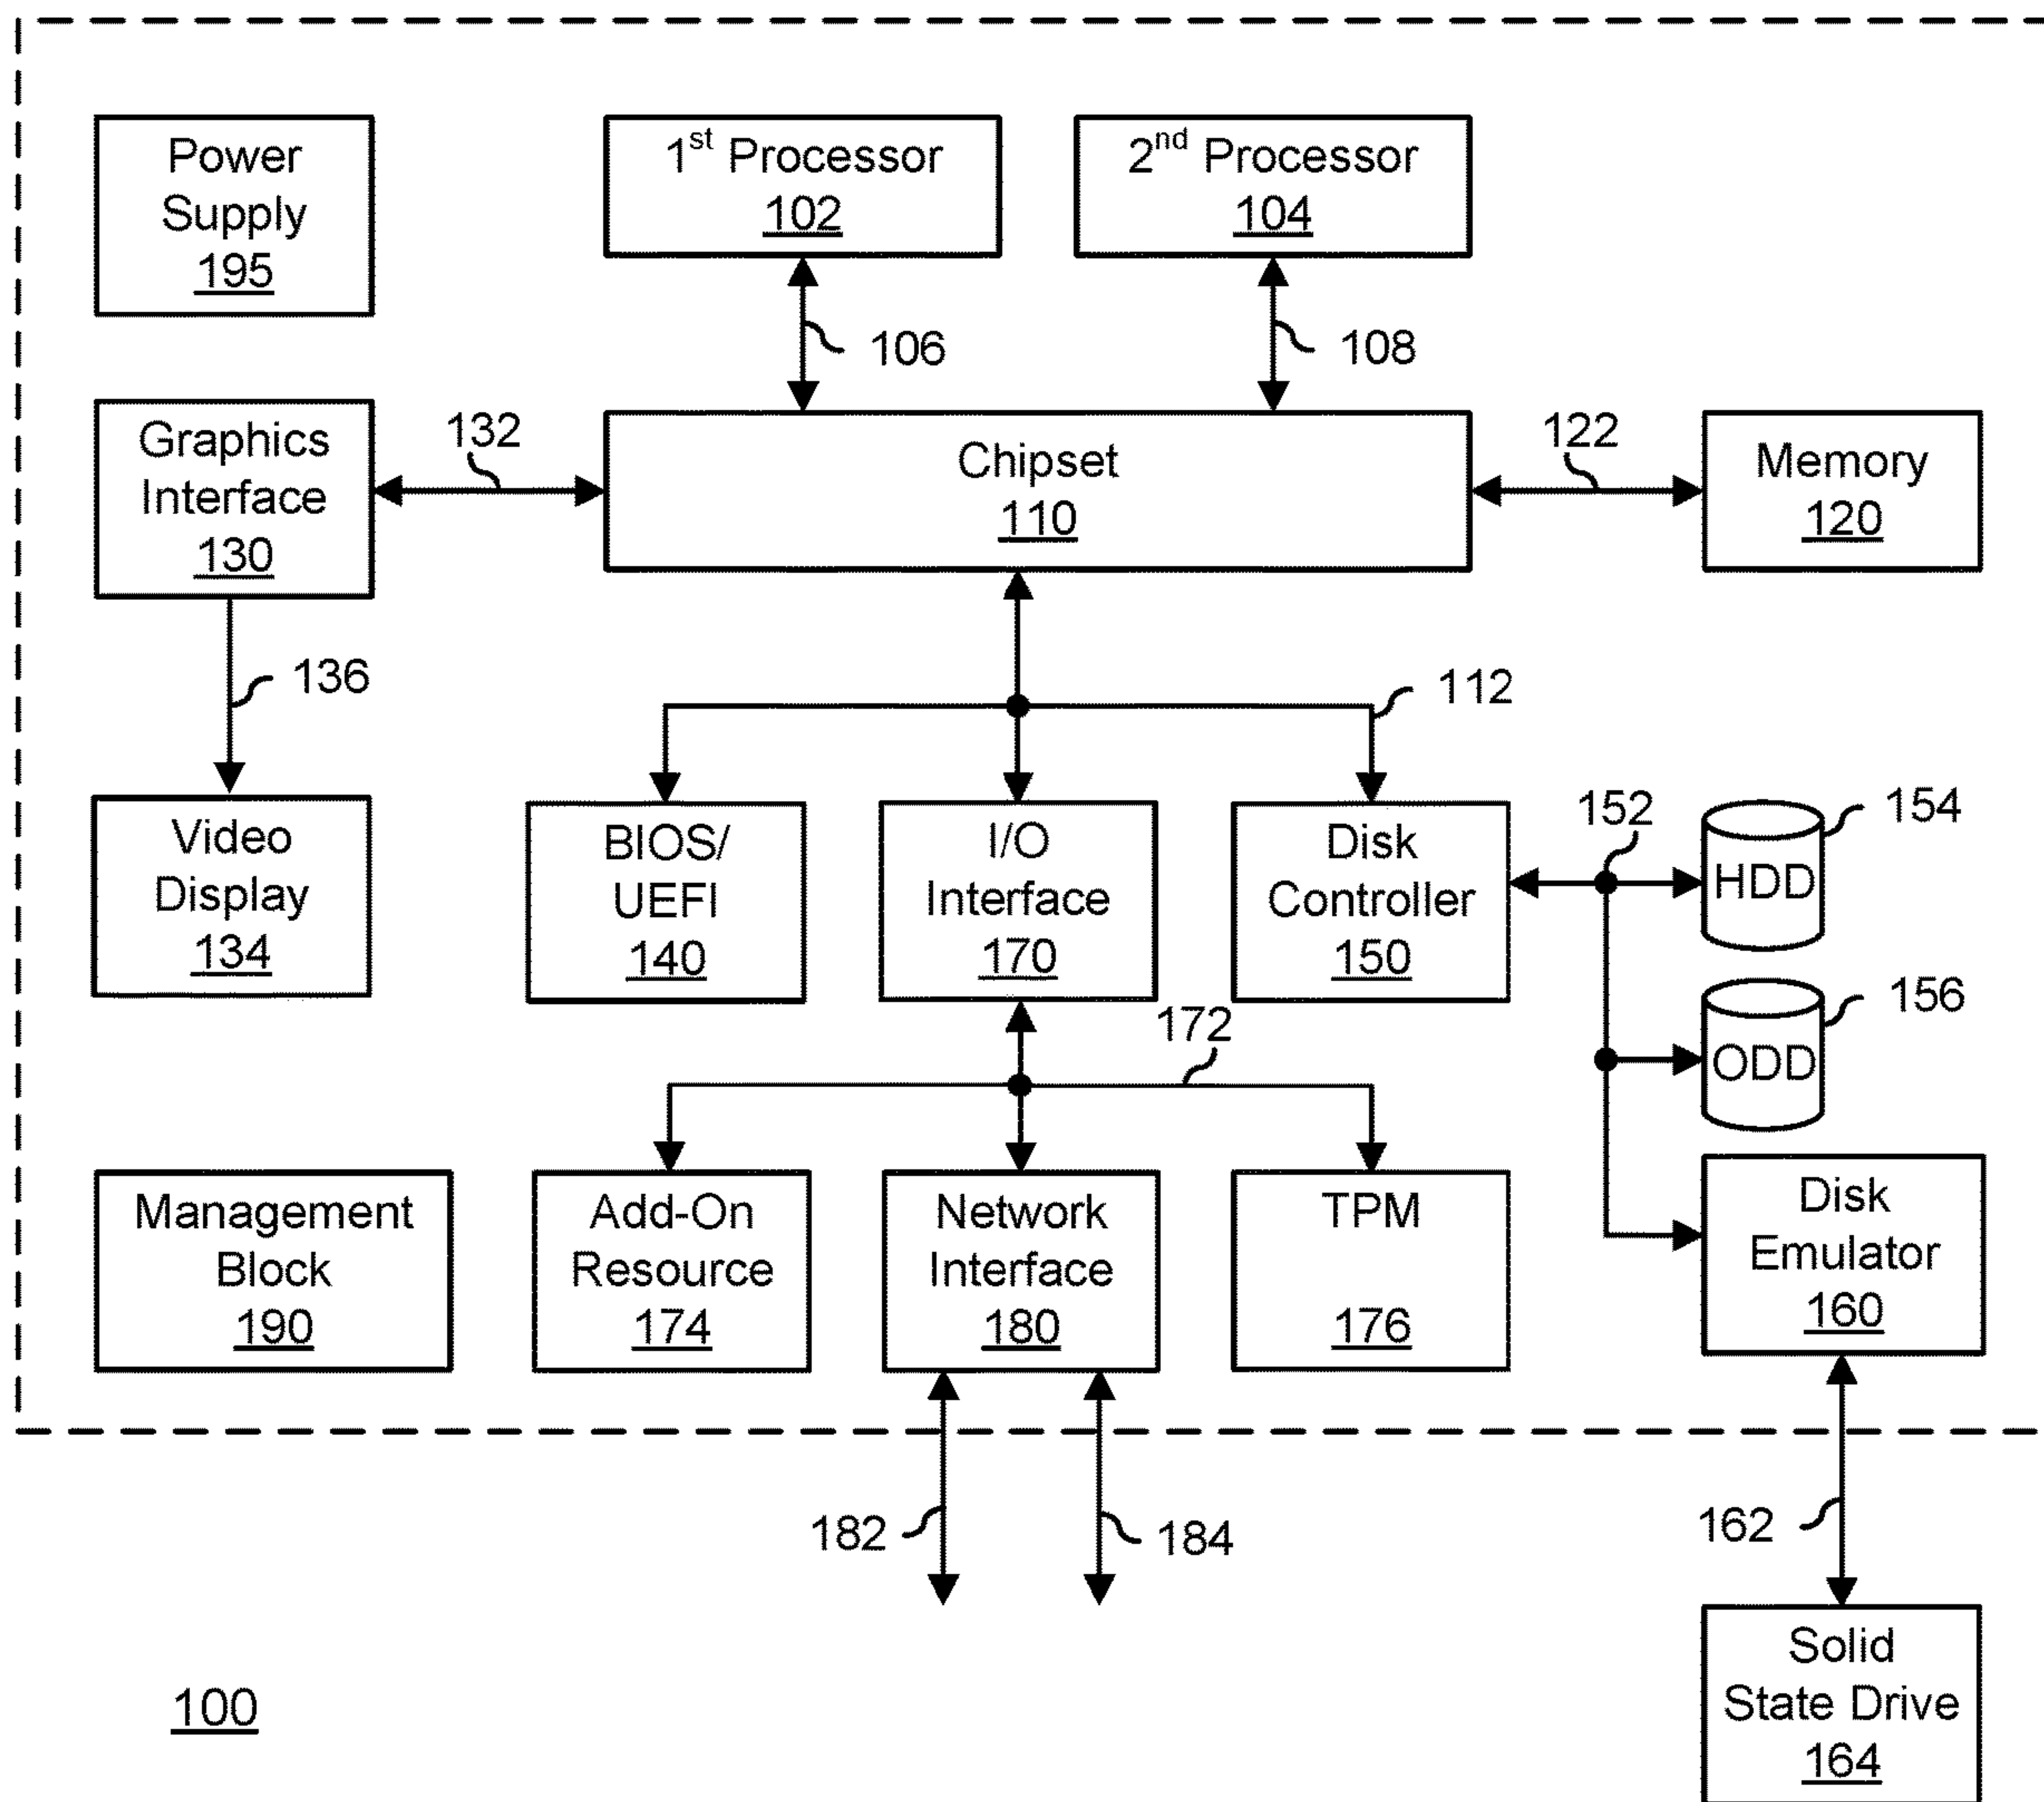 Power
Supply
195
1st Processor
102
2nd Processor
104
106
108
Graphics
Interface
130
132
Chipset
110
122
Memory
120
136
112
Video
Display
134
BIOS/
UEFI
140
I/O
Interface
170
Disk
Controller
150
152
154
HDD
156
ODD
172
Management
Block
190
Add-On
Resource
174
Network
Interface
180
TPM
176
Disk
Emulator
160
182
184
162
Solid
State Drive
164
100